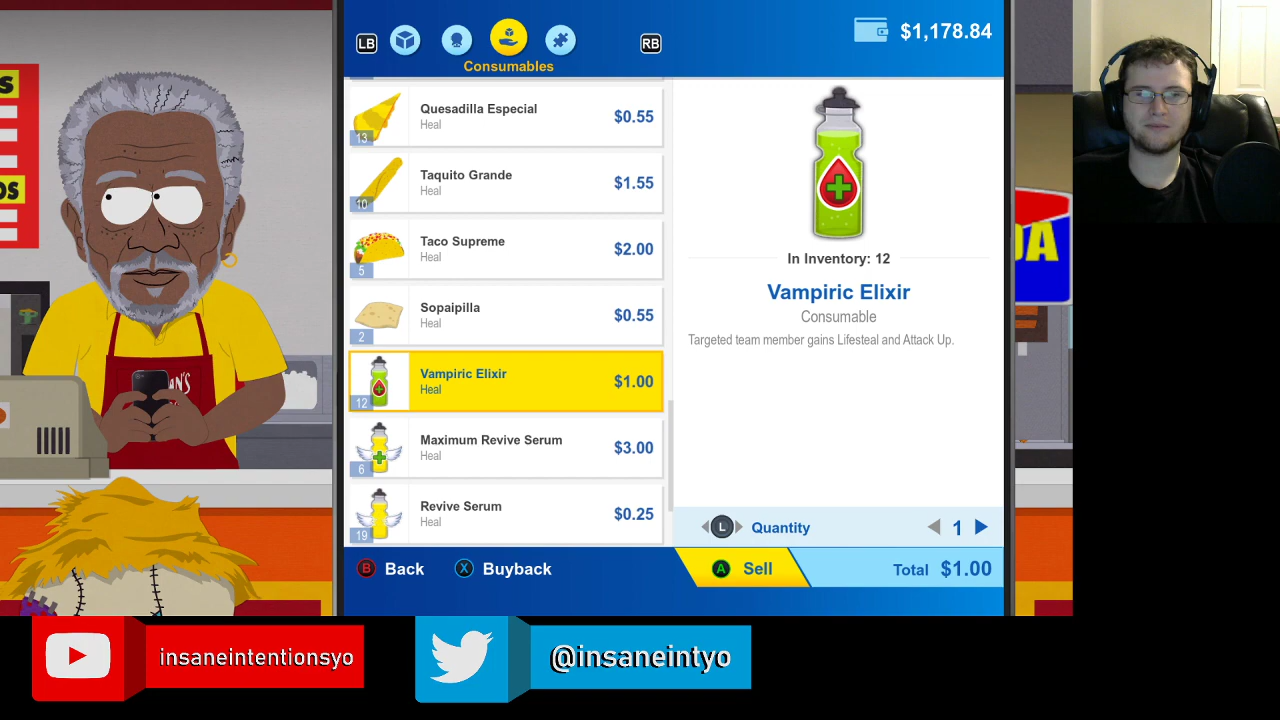 LB
RB
Consumables
$1,178.84
S
OS
Quesadilla Especial
Heal
13
$0.55
Taquito Grande
Heal
10
$1.55
Taco Supreme
Heal
5
$2.00
Sopaipilla
Heal
2
$0.55
Vampiric Elixir
Heal
12
$1.00
Maximum Revive Serum
Heal
6
$3.00
Revive Serum
Heal
19
$0.25
In Inventory: 12
Vampiric Elixir
Consumable
Targeted team member gains Lifesteal and Attack Up.
L Quantity 1
B Back X Buyback
A Sell
Total $1.00
AN'S
DA
insaneintentionsyo
@insaneintyo